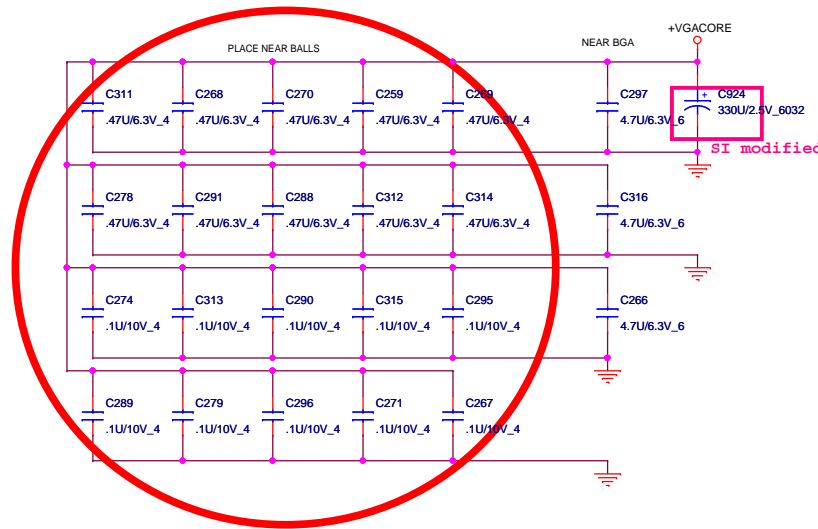 +VGACORE
PLACE NEAR BALLS
NEAR BGA
C311
.47U/6.3V_4
C268
.47U/6.3V_4
C270
.47U/6.3V_4
C259
.47U/6.3V_4
C269
.47U/6.3V_4
C297
4.7U/6.3V_6
+
C924
330U/2.5V_6032
SI modified
C278
.47U/6.3V_4
C291
.47U/6.3V_4
C288
.47U/6.3V_4
C312
.47U/6.3V_4
C314
.47U/6.3V_4
C316
4.7U/6.3V_6
C274
.1U/10V_4
C313
.1U/10V_4
C290
.1U/10V_4
C315
.1U/10V_4
C295
.1U/10V_4
C266
4.7U/6.3V_6
C289
.1U/10V_4
C279
.1U/10V_4
C296
.1U/10V_4
C271
.1U/10V_4
C267
.1U/10V_4